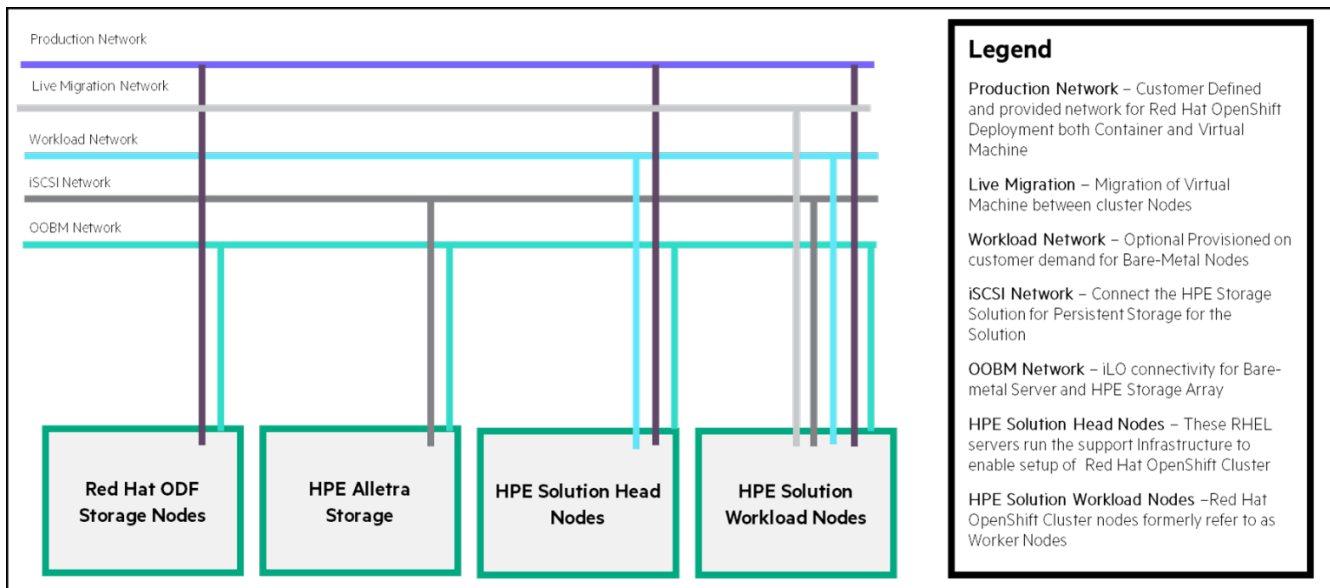 Production Network
Live Migration Network
Workload Network
iSCSI Network
OOBM Network
Red Hat ODF
Storage Nodes
HPE Alletra
Storage
HPE Solution Head
Nodes
HPE Solution
Workload Nodes
Legend
Production Network – Customer Defined
and provided network for Red Hat OpenShift
Deployment both Container and Virtual
Machine
Live Migration – Migration of Virtual
Machine between cluster Nodes
Workload Network – Optional Provisioned on
customer demand for Bare-Metal Nodes
iSCSI Network – Connect the HPE Storage
Solution for Persistent Storage for the
Solution
OOBM Network – iLO connectivity for Bare-
metal Server and HPE Storage Array
HPE Solution Head Nodes – These RHEL
servers run the support Infrastructure to
enable setup of Red Hat OpenShift Cluster
HPE Solution Workload Nodes –Red Hat
OpenShift Cluster nodes formerly refer to as
Worker Nodes